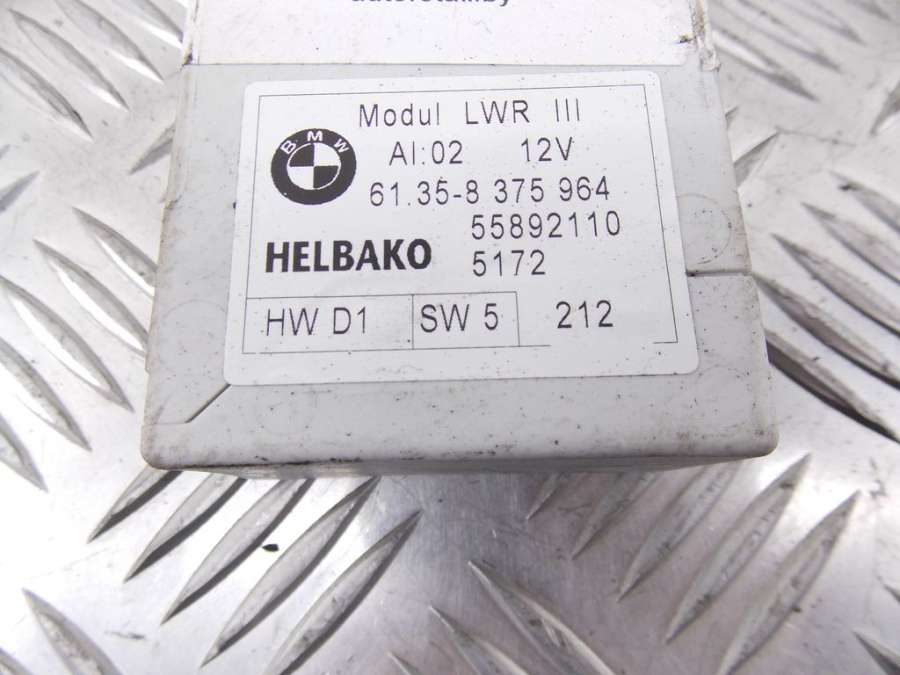 Modul LWR III
BMW
AI:02 12V
61.35-8 375 964
55892110
HELBAKO 5172
HW D1 SW 5 212